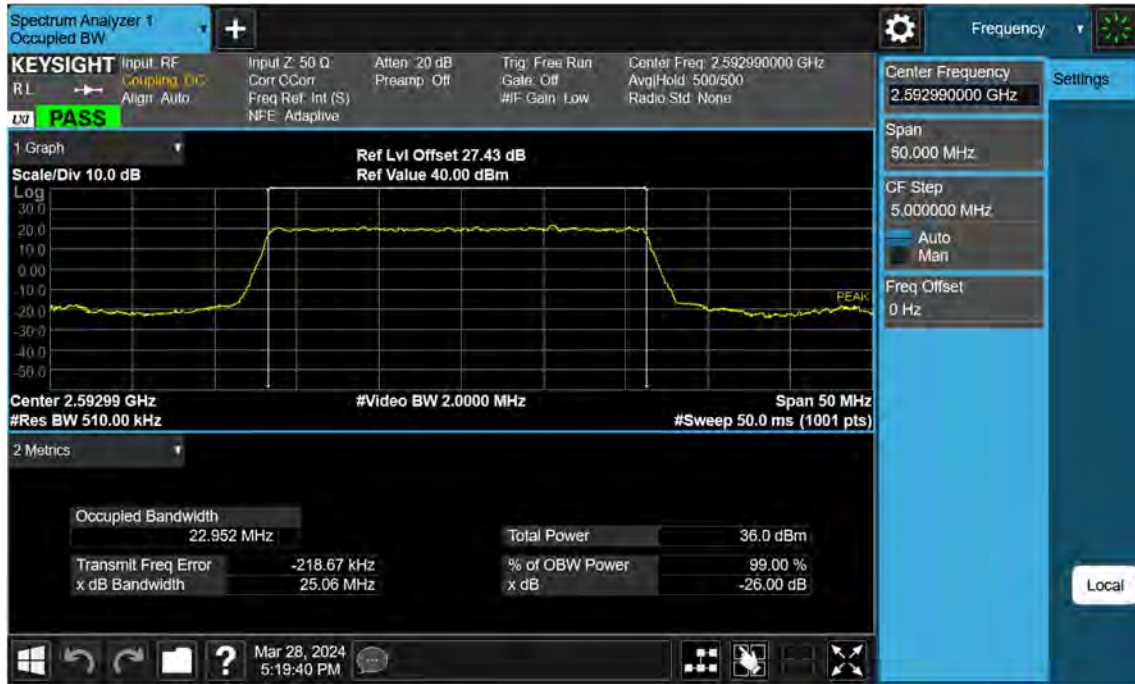 Spectrum Analyzer 1
Occupied BW
+
Frequency
KEYSIGHT
RL
LXI
PASS
Input: RF
Coupling: DC
Align: Auto
Input Z: 50 Ω
Corr CCorr
Freq Ref: Int (S)
NFE: Adaptive
Atten: 20 dB
Preamp: Off
Trig: Free Run
Gate: Off
#IF Gain: Low
Center Freq: 2.592990000 GHz
Avg|Hold: 500/500
Radio Std: None
Center Frequency
2.592990000 GHz
Settings
Span
50.000 MHz
CF Step
5.000000 MHz
Auto
Man
Freq Offset
0 Hz
Local
1 Graph
Scale/Div 10.0 dB
Ref Lvl Offset 27.43 dB
Ref Value 40.00 dBm
Log
30.0
20.0
10.0
0.00
-10.0
-20.0
-30.0
-40.0
-50.0
PEAK
Center 2.59299 GHz
#Video BW 2.0000 MHz
Span 50 MHz
#Res BW 510.00 kHz
#Sweep 50.0 ms (1001 pts)
2 Metrics
Occupied Bandwidth
22.952 MHz
Total Power 36.0 dBm
Transmit Freq Error -218.67 kHz
% of OBW Power 99.00 %
x dB Bandwidth 25.06 MHz
x dB -26.00 dB
?
Mar 28, 2024
5:19:40 PM